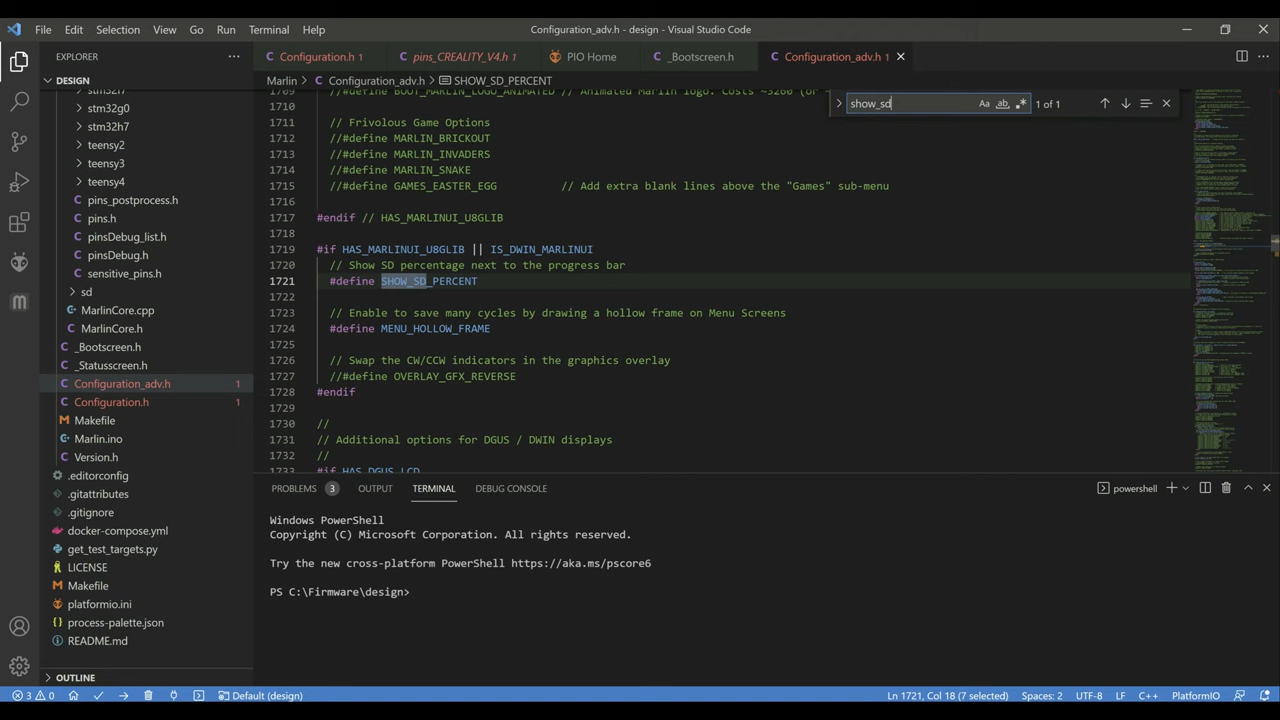 File Edit Selection View Go Run Terminal Help
Configuration_adv.h - design - Visual Studio Code
EXPLORER
Configuration.h 1
pins_CREALITY_V4.h 1
PIO Home
_Bootscreen.h
Configuration_adv.h 1
DESIGN
Marlin > Configuration_adv.h > SHOW_SD_PERCENT
show_sd
Aa ab .* 1 of 1
stm32f7
stm32g0
stm32h7
teensy2
teensy3
teensy4
pins_postprocess.h
pins.h
pinsDebug_list.h
pinsDebug.h
sensitive_pins.h
sd
MarlinCore.cpp
MarlinCore.h
_Bootscreen.h
_Statusscreen.h
Configuration_adv.h 1
Configuration.h 1
Makefile
Marlin.ino
Version.h
.editorconfig
.gitattributes
.gitignore
docker-compose.yml
get_test_targets.py
LICENSE
Makefile
platformio.ini
process-palette.json
README.md
OUTLINE
1709 //#define BOOT_MARLIN_LOGO_ANIMATED // Animated Marlin logo. Costs ~3260 (or
1710
1711 // Frivolous Game Options
1712 //#define MARLIN_BRICKOUT
1713 //#define MARLIN_INVADERS
1714 //#define MARLIN_SNAKE
1715 //#define GAMES_EASTER_EGG // Add extra blank lines above the "Games" sub-menu
1716
1717 #endif // HAS_MARLINUI_U8GLIB
1718
1719 #if HAS_MARLINUI_U8GLIB || IS_DWIN_MARLINUI
1720 // Show SD percentage next to the progress bar
1721 #define SHOW_SD_PERCENT
1722
1723 // Enable to save many cycles by drawing a hollow frame on Menu Screens
1724 #define MENU_HOLLOW_FRAME
1725
1726 // Swap the CW/CCW indicators in the graphics overlay
1727 //#define OVERLAY_GFX_REVERSE
1728 #endif
1729
1730 //
1731 // Additional options for DGUS / DWIN displays
1732 //
1733 #if HAS_DGUS_LCD
PROBLEMS 3 OUTPUT TERMINAL DEBUG CONSOLE
powershell
Windows PowerShell
Copyright (C) Microsoft Corporation. All rights reserved.
Try the new cross-platform PowerShell https://aka.ms/pscore6
PS C:\Firmware\design>
3 0 Default (design)
Ln 1721, Col 18 (7 selected) Spaces: 2 UTF-8 LF C++ PlatformIO